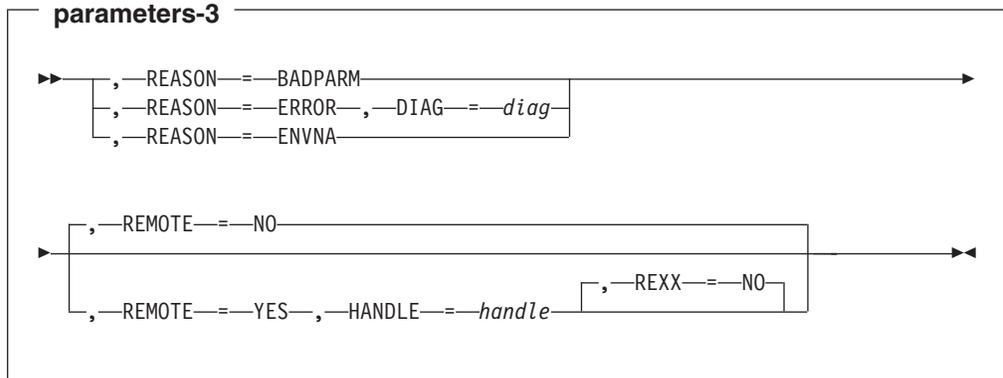 parameters-3
, REASON = BADPARM
, REASON = ERROR , DIAG = diag
, REASON = ENVNA
, REMOTE = NO
, REXX = NO
, REMOTE = YES , HANDLE = handle